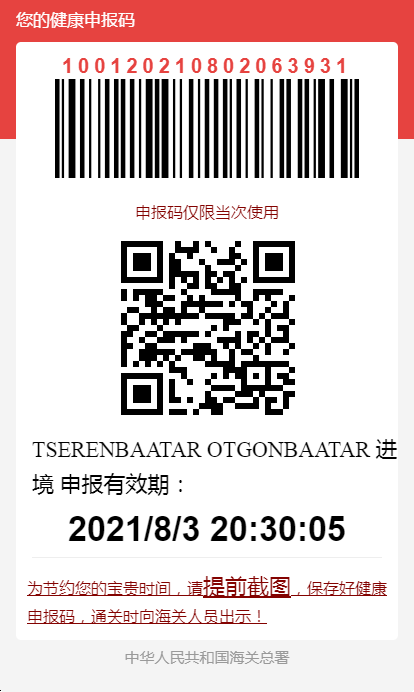 您的健康申报码
100120210802063931
申报码仅限当次使用
TSERENBAATAR OTGONBAATAR 进
境 申报有效期：
2021/8/3 20:30:05
为节约您的宝贵时间，请提前截图，保存好健康
申报码，通关时向海关人员出示！
中华人民共和国海关总署